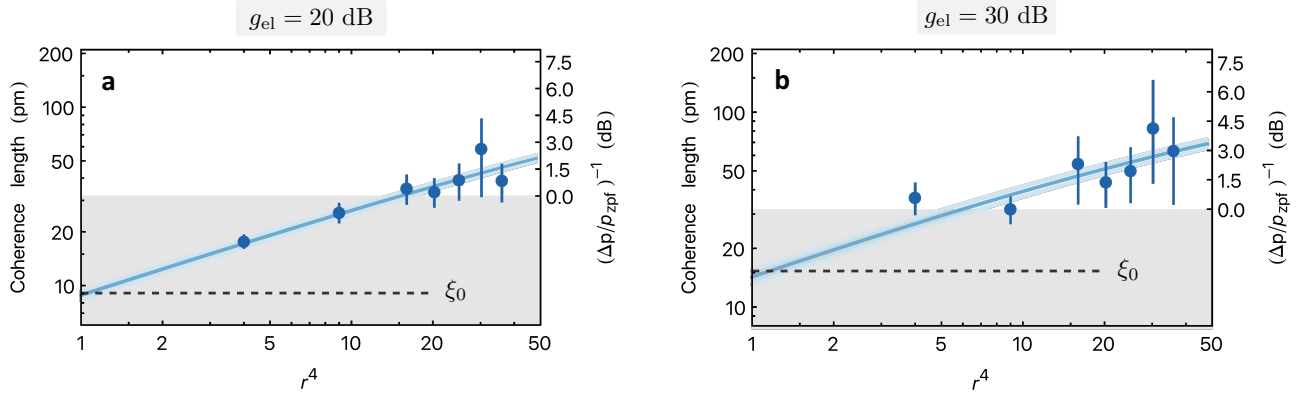 g_el = 20 dB
a
Coherence length (pm)
200
100
50
20
10
7.5
6.0
4.5
3.0
1.5
0.0
(Δp/p_zpf)⁻¹ (dB)
ξ₀
1 2 5 10 20 50
r⁴
g_el = 30 dB
b
Coherence length (pm)
200
100
50
20
10
7.5
6.0
4.5
3.0
1.5
0.0
(Δp/p_zpf)⁻¹ (dB)
ξ₀
1 2 5 10 20 50
r⁴